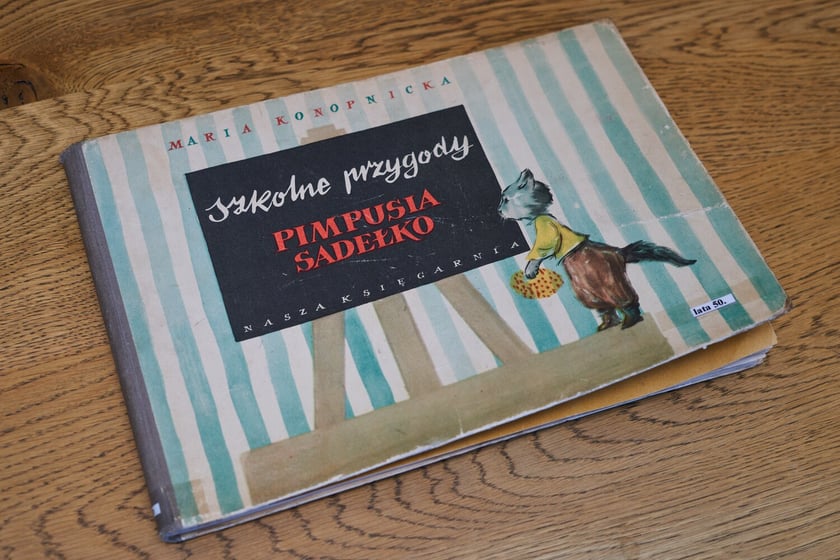 MARIA KONOPNICKA
szkolne przygody
PIMPUSIA
SADEŁKO
NASZA KSIĘGARNIA
lata 50.